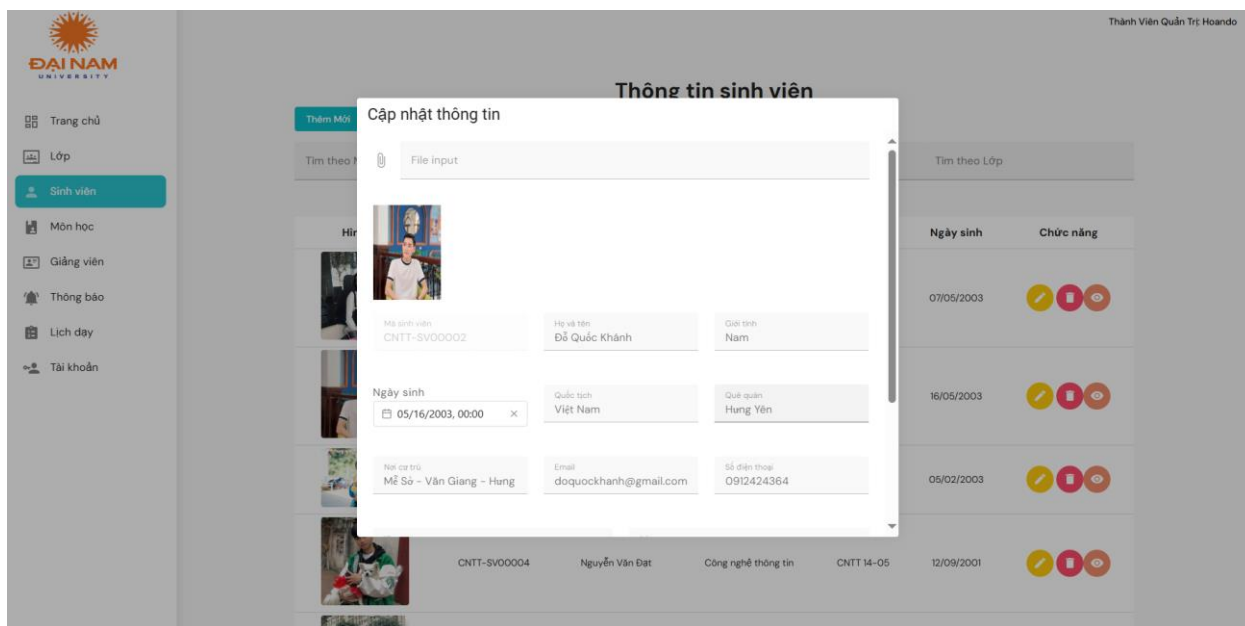 Thành Viên Quản Trị: Hoando
ĐẠI NAM
UNIVERSITY
Trang chủ
Lớp
Sinh viên
Môn học
Giảng viên
Thông báo
Lịch dạy
Tài khoản
Thông tin sinh viên
Thêm Mới
Tìm theo
Tìm theo Lớp
Ngày sinh Chức năng
07/05/2003
16/05/2003
05/02/2003
CNTT-SV00004 Nguyễn Văn Đạt Công nghệ thông tin CNTT 14-05 12/09/2001
Cập nhật thông tin
File input
Mã sinh viên Họ và tên Giới tính
CNTT-SV00002 Đỗ Quốc Khánh Nam
Ngày sinh Quốc tịch Quê quán
05/16/2003, 00:00 Việt Nam Hưng Yên
Nơi cư trú Email Số điện thoại
Mễ Sở - Văn Giang - Hưng doquockhanh@gmail.com 0912424364